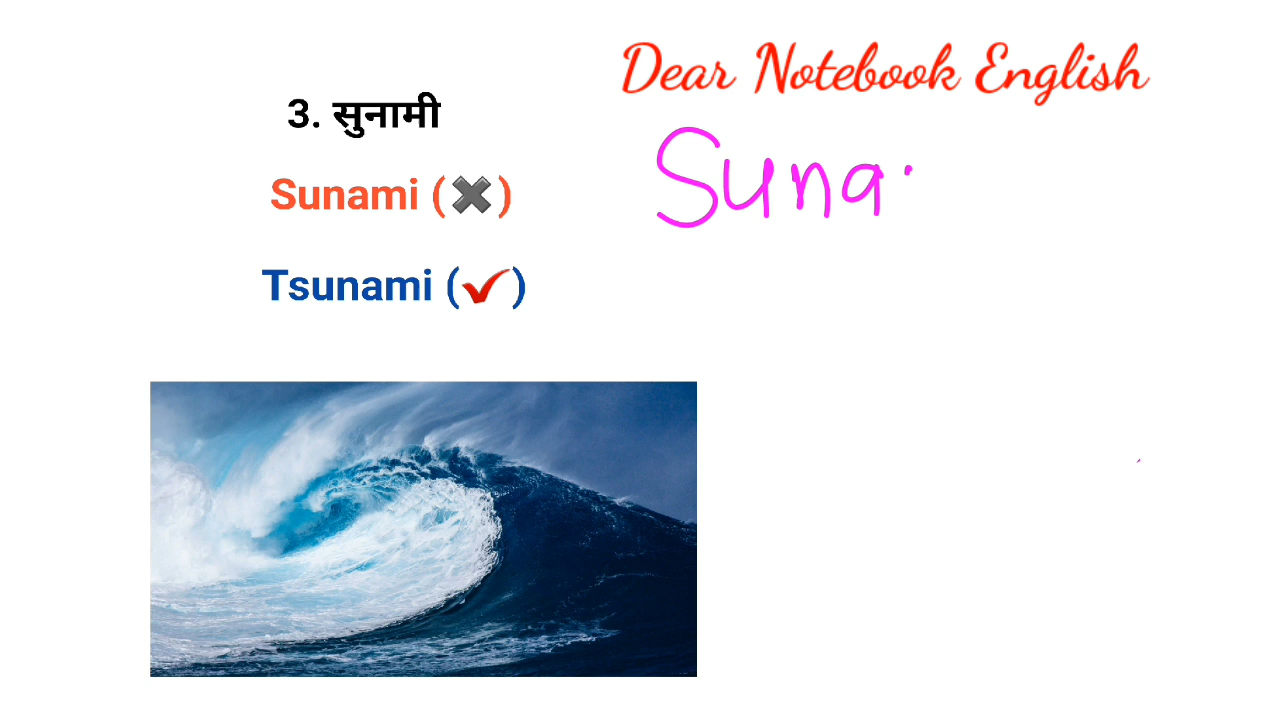 Dear Notebook English
3. सुनामी
Sunami (✖)
Tsunami (✓)
Suna